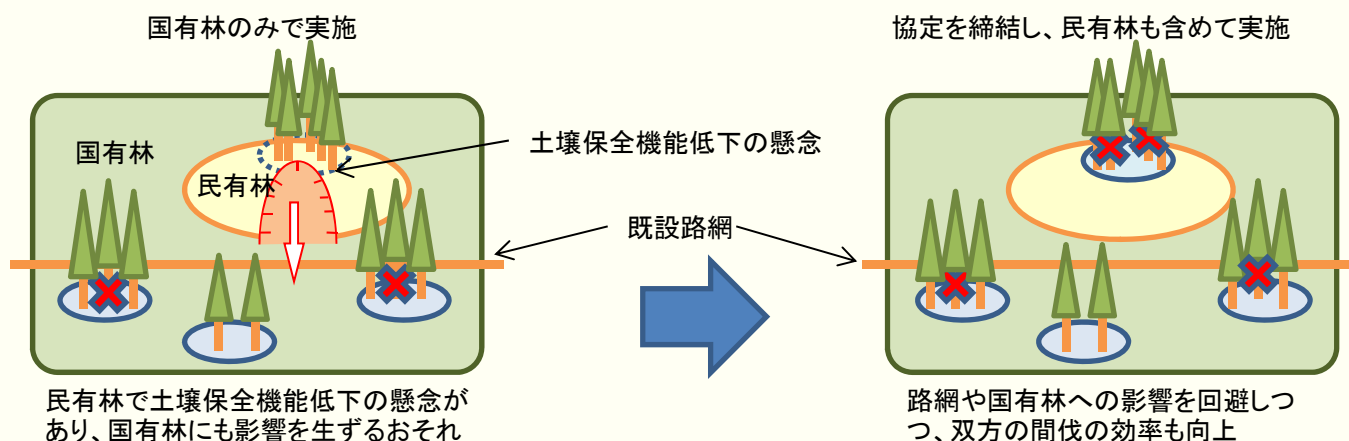 国有林のみで実施
協定を締結し、民有林も含めて実施
国有林
土壌保全機能低下の懸念
民有林
既設路網
民有林で土壌保全機能低下の懸念が
あり、国有林にも影響を生ずるおそれ
路網や国有林への影響を回避しつ
つ、双方の間伐の効率も向上